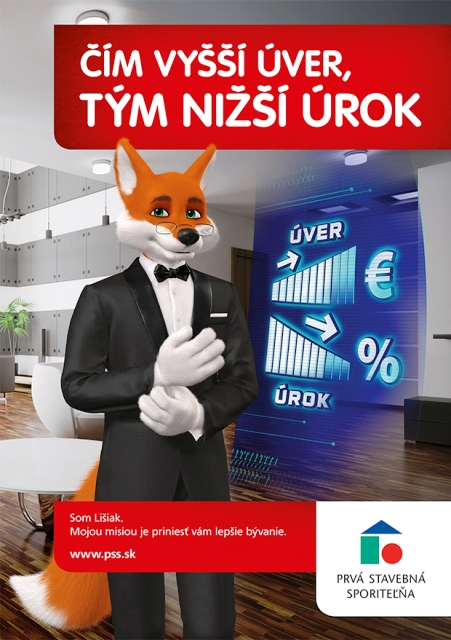 ČÍM VYŠŠÍ ÚVER,
TÝM NIŽŠÍ ÚROK
ÚVER
€
%
ÚROK
Som Lišiak.
Mojou misiou je priniesť vám lepšie bývanie.
www.pss.sk
PRVÁ STAVEBNÁ
SPORITEĽŇA